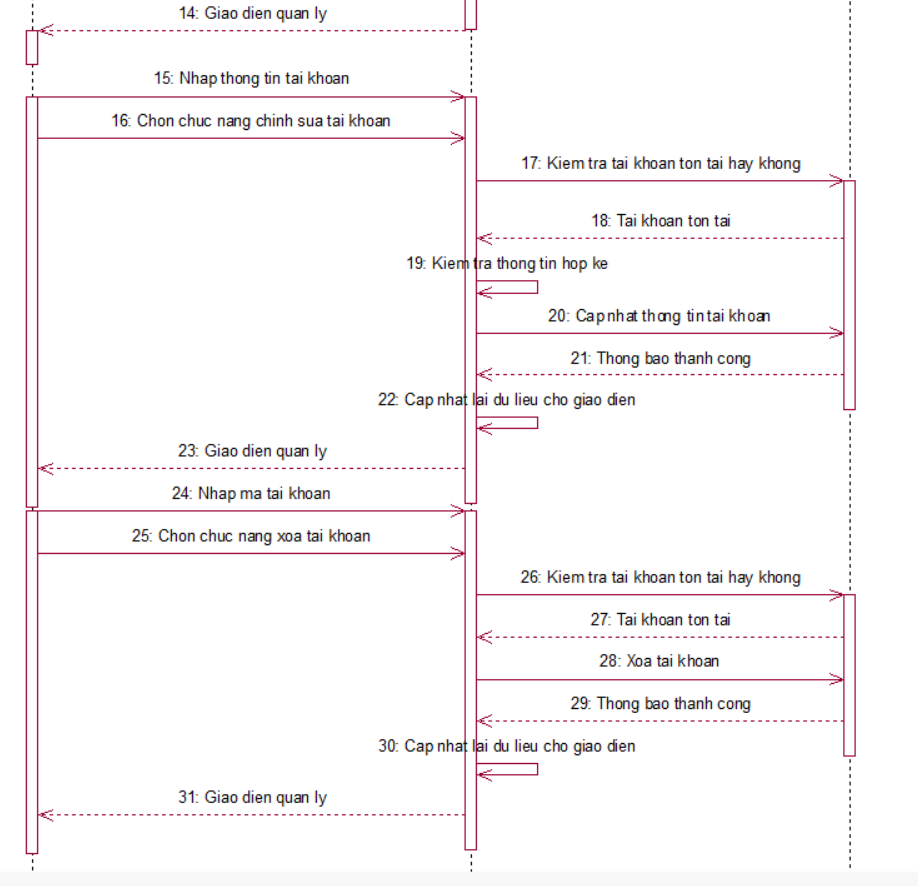 14: Giao dien quan ly
15: Nhap thong tin tai khoan
16: Chon chuc nang chinh sua tai khoan
17: Kiem tra tai khoan ton tai hay khong
18: Tai khoan ton tai
19: Kiem tra thong tin hop ke
20: Cap nhat thong tin tai khoan
21: Thong bao thanh cong
22: Cap nhat lai du lieu cho giao dien
23: Giao dien quan ly
24: Nhap ma tai khoan
25: Chon chuc nang xoa tai khoan
26: Kiem tra tai khoan ton tai hay khong
27: Tai khoan ton tai
28: Xoa tai khoan
29: Thong bao thanh cong
30: Cap nhat lai du lieu cho giao dien
31: Giao dien quan ly